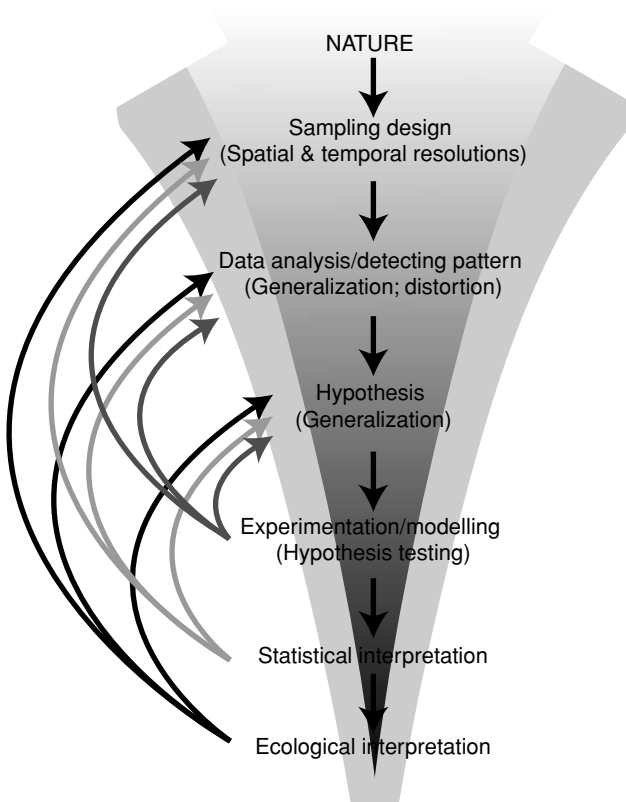 NATURE
Sampling design
(Spatial & temporal resolutions)
Data analysis/detecting pattern
(Generalization; distortion)
Hypothesis
(Generalization)
Experimentation/modelling
(Hypothesis testing)
Statistical interpretation
Ecological interpretation